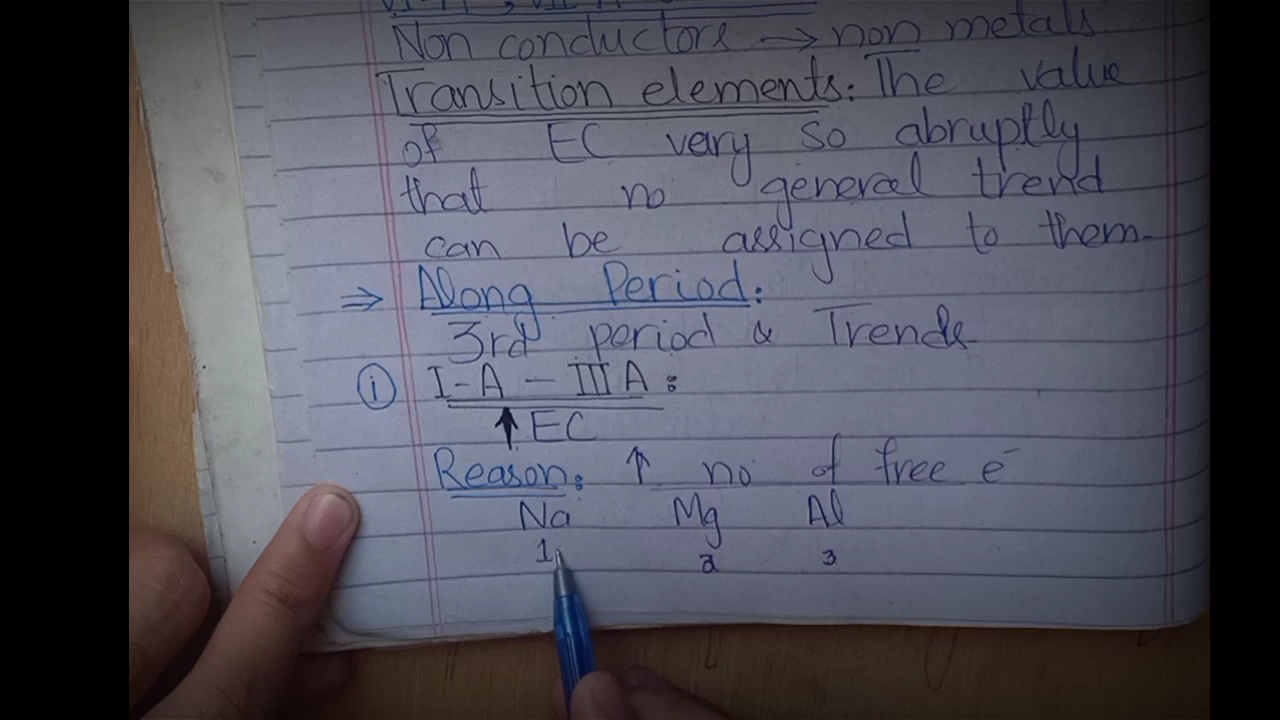 VI-A, VII-A
Non conductors → non metals
Transition elements: The value
of EC vary so abruptly
that no general trend
can be assigned to them.
⇒ Along Period:
3rd period & Trends
(i) I-A – III A:
↑ EC
Reason: ↑ no of free e⁻
Na Mg Al
1 2 3